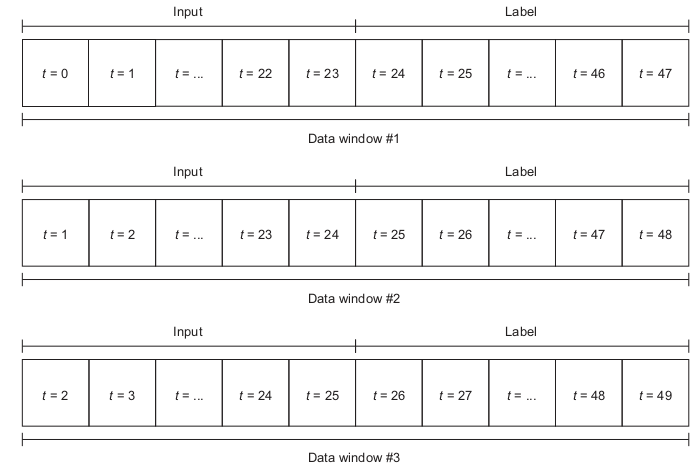 Input Label
t = 0 t = 1 t = ... t = 22 t = 23 t = 24 t = 25 t = ... t = 46 t = 47
Data window #1
Input Label
t = 1 t = 2 t = ... t = 23 t = 24 t = 25 t = 26 t = ... t = 47 t = 48
Data window #2
Input Label
t = 2 t = 3 t = ... t = 24 t = 25 t = 26 t = 27 t = ... t = 48 t = 49
Data window #3